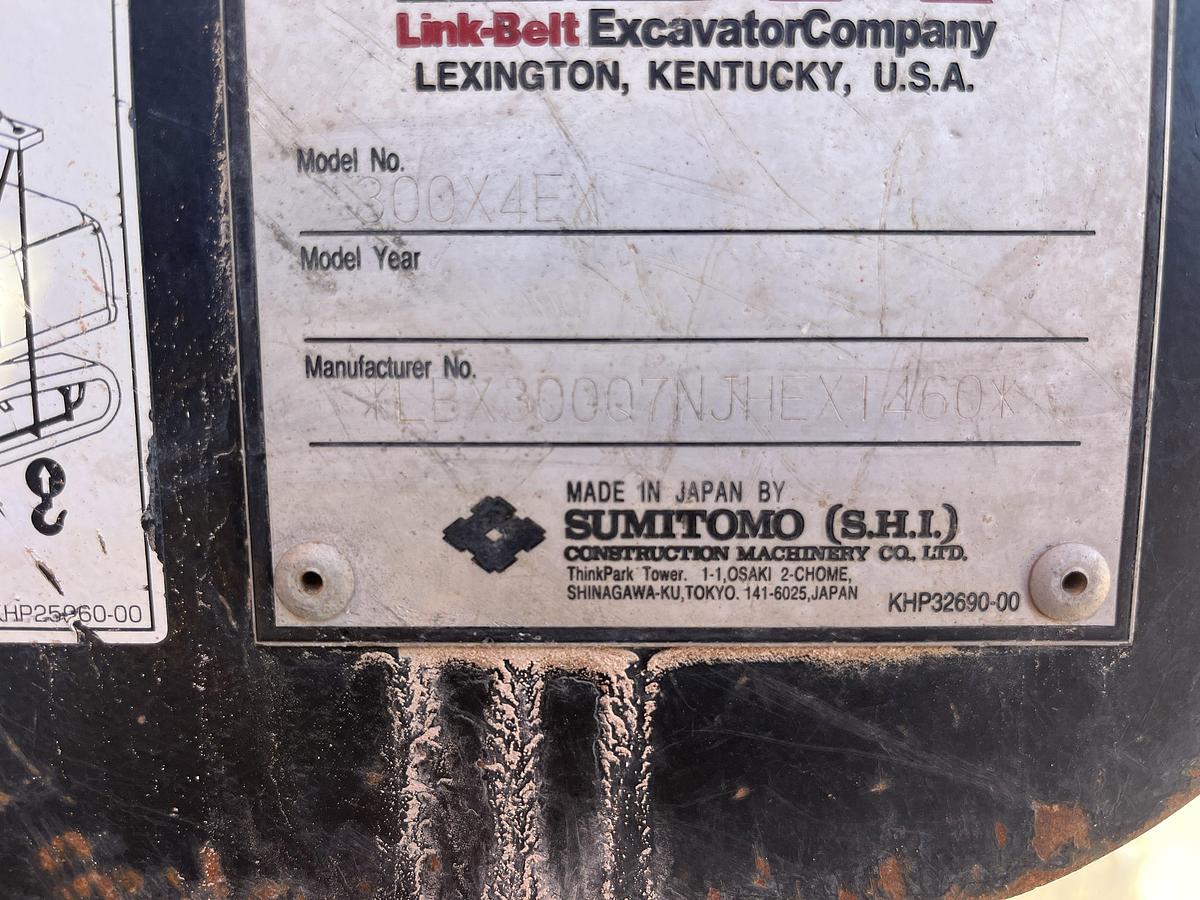 Link-Belt ExcavatorCompany
LEXINGTON, KENTUCKY, U.S.A.
Model No.
300X4EX
Model Year
Manufacturer No.
*LBX300Q7NJHEX1460*
MADE IN JAPAN BY
SUMITOMO (S.H.I.)
CONSTRUCTION MACHINERY CO., LTD.
ThinkPark Tower. 1-1,OSAKI 2-CHOME,
SHINAGAWA-KU,TOKYO. 141-6025,JAPAN
KHP32690-00
KHP25960-00